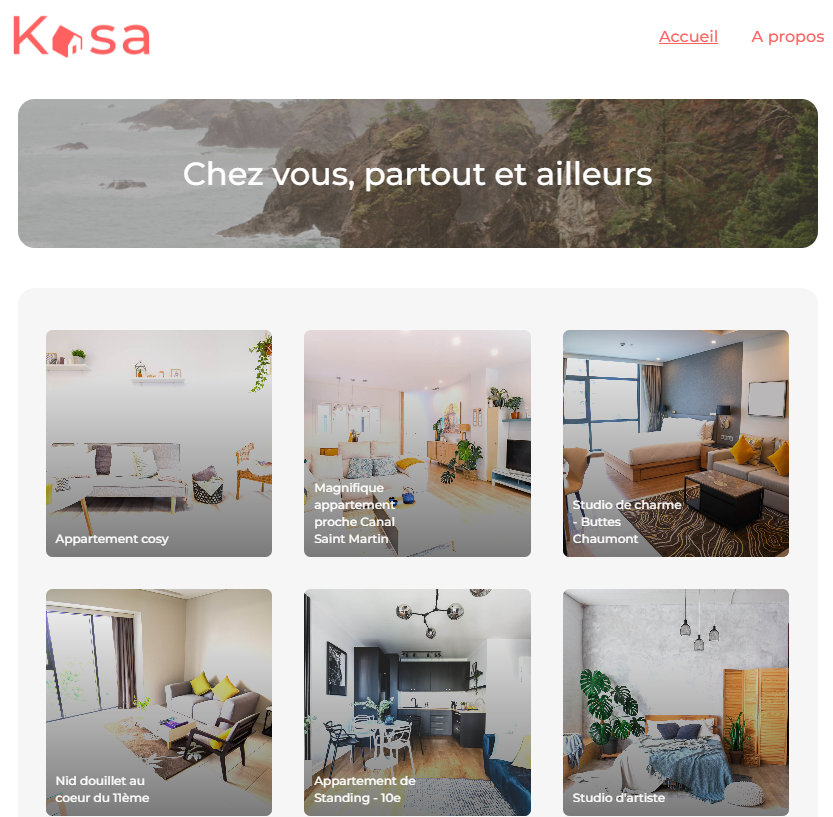 Kasa
Accueil
A propos
Chez vous, partout et ailleurs
Appartement cosy
Magnifique
appartement
proche Canal
Saint Martin
Studio de charme
- Buttes
Chaumont
Nid douillet au
coeur du 11ème
Appartement de
Standing - 10e
Studio d'artiste